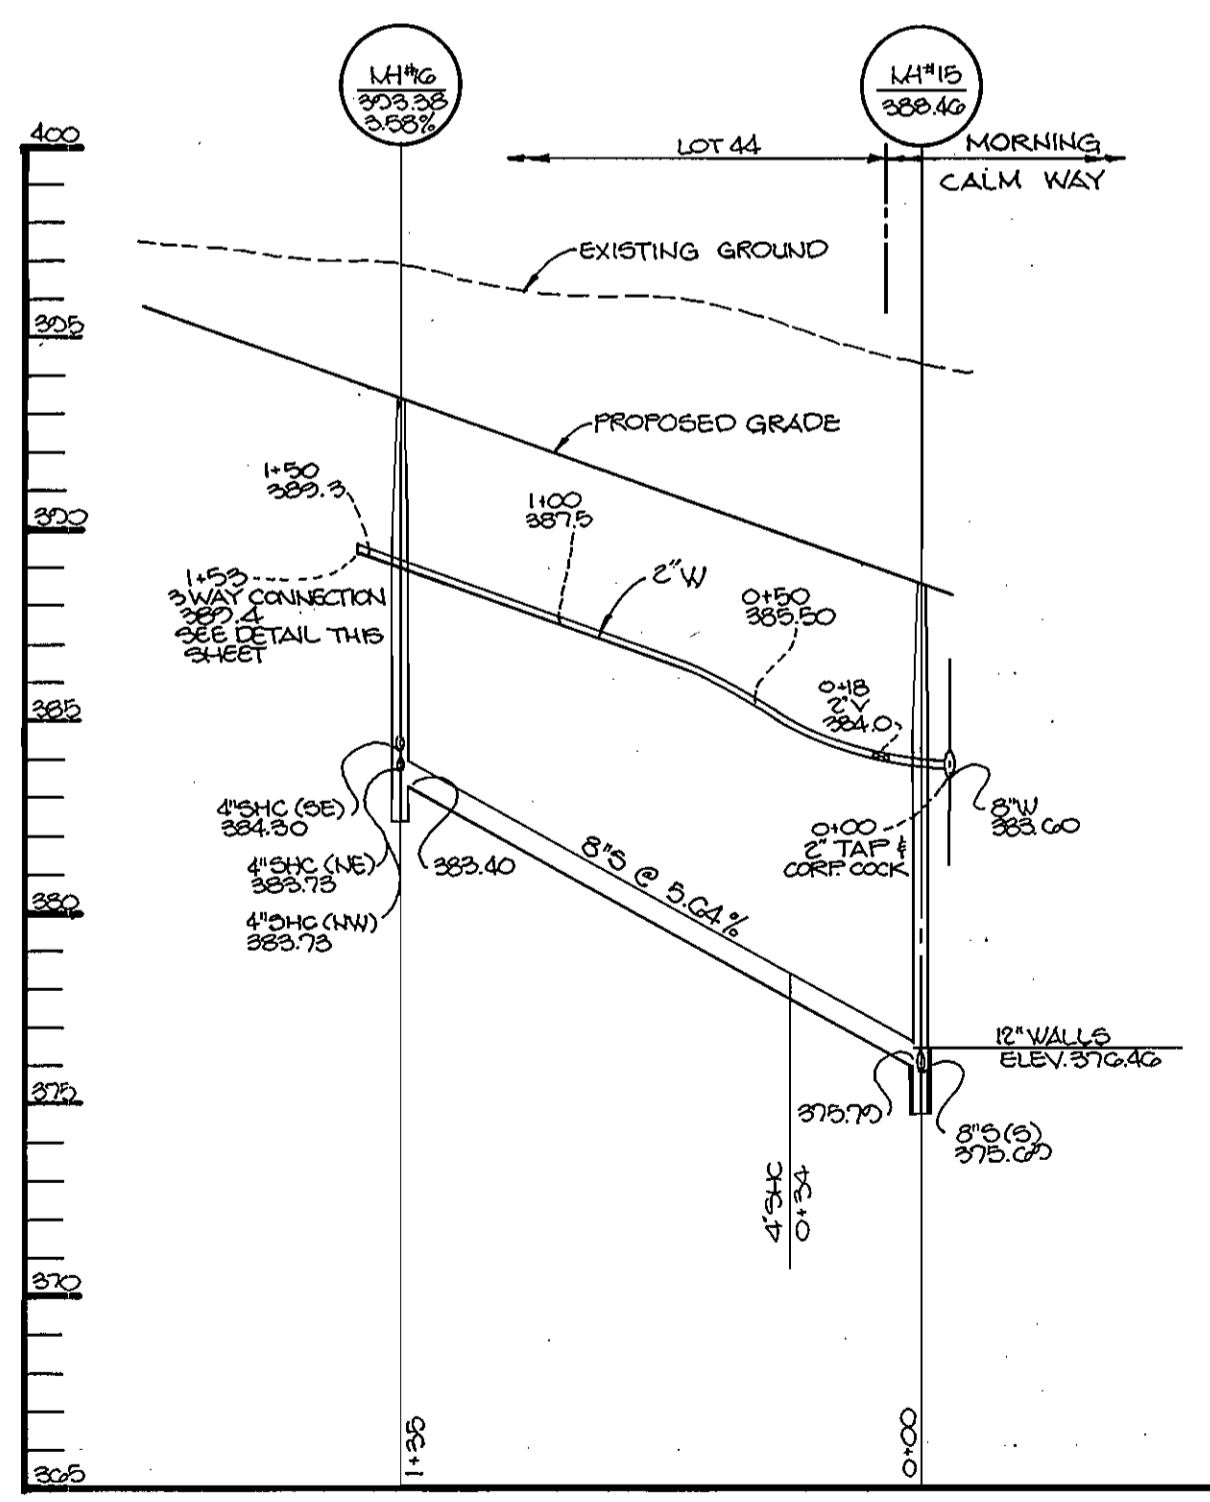 MH#16
393.38
3.58%
MH#15
388.46
LOT 44
MORNING
CALM WAY
400
395
390
385
380
375
370
365
EXISTING GROUND
PROPOSED GRADE
1+50
389.3
1+00
387.5
2"W
0+50
385.50
1+53
3 WAY CONNECTION
389.4
SEE DETAIL THIS
SHEET
0+18
2"V
384.0
4"SHC (SE)
384.30
4"SHC (NE)
383.73
4"SHC (NW)
383.73
383.40
8"S @ 5.64%
0+00
2" TAP &
CORP. COCK
8"W
383.60
12" WALLS
ELEV. 376.46
375.79
8"S (S)
375.69
4"SHC
0+34
1+35
0+00